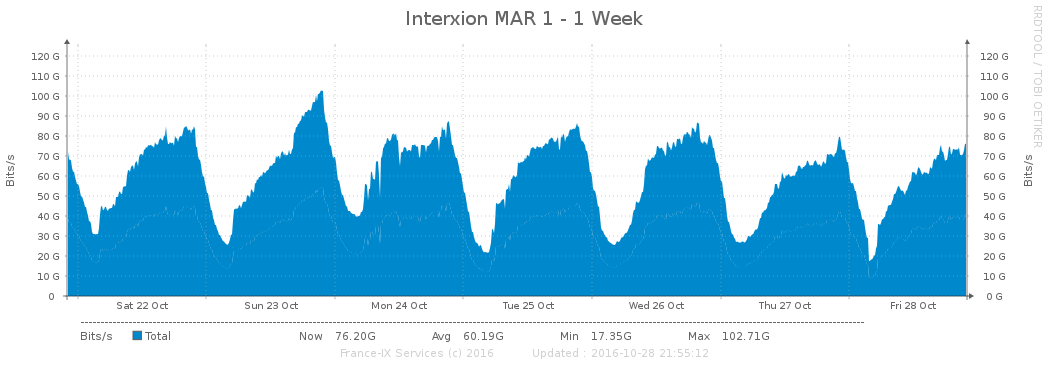 Interxion MAR 1 - 1 Week
RRDTOOL / TOBI OETIKER
Bits/s
120 G
110 G
100 G
90 G
80 G
70 G
60 G
50 G
40 G
30 G
20 G
10 G
0
120 G
110 G
100 G
90 G
80 G
70 G
60 G
50 G
40 G
30 G
20 G
10 G
0 G
Bits/s
Sat 22 Oct Sun 23 Oct Mon 24 Oct Tue 25 Oct Wed 26 Oct Thu 27 Oct Fri 28 Oct
Bits/s Total Now 76.20G Avg 60.19G Min 17.35G Max 102.71G
France-IX Services (c) 2016 Updated : 2016-10-28 21:55:12